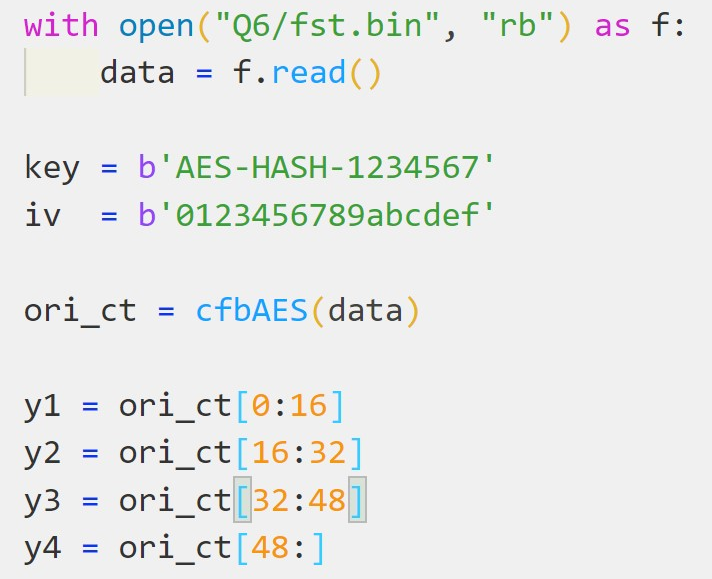 with open("Q6/fst.bin", "rb") as f:
    data = f.read()
key = b'AES-HASH-1234567'
iv  = b'0123456789abcdef'
ori_ct = cfbAES(data)
y1 = ori_ct[0:16]
y2 = ori_ct[16:32]
y3 = ori_ct[32:48]
y4 = ori_ct[48:]